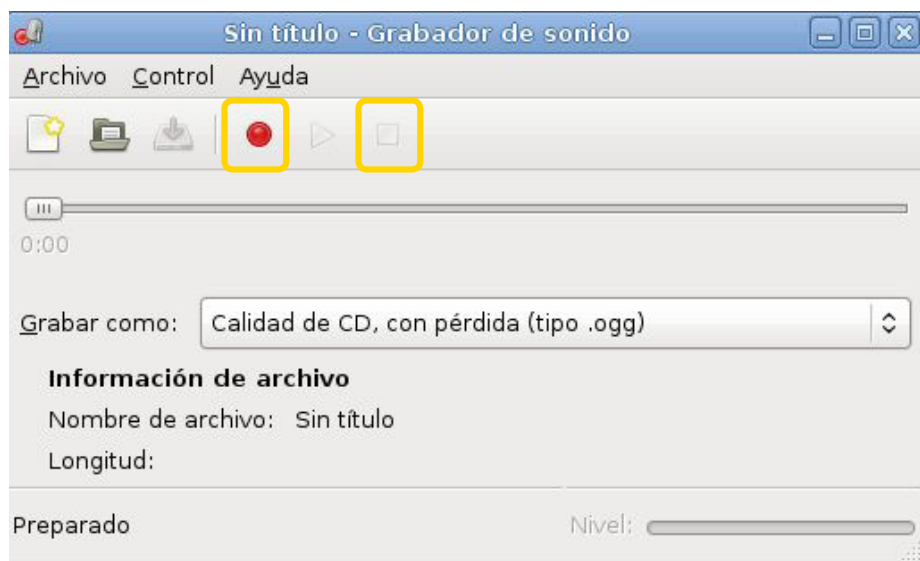 Sin título - Grabador de sonido
Archivo Control Ayuda
0:00
Grabar como: Calidad de CD, con pérdida (tipo .ogg)
Información de archivo
Nombre de archivo: Sin título
Longitud:
Preparado Nivel: